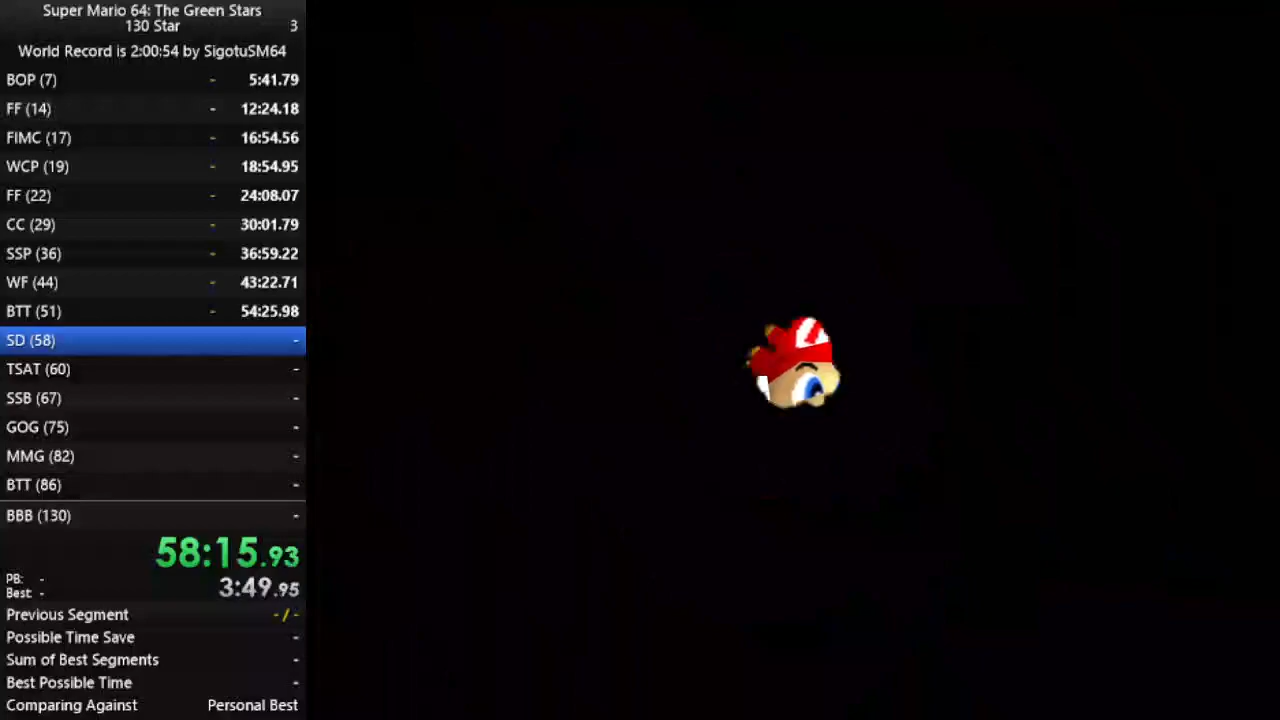 Super Mario 64: The Green Stars
130 Star 3
World Record is 2:00:54 by SigotuSM64
BOP (7) - 5:41.79
FF (14) - 12:24.18
FIMC (17) - 16:54.56
WCP (19) - 18:54.95
FF (22) - 24:08.07
CC (29) - 30:01.79
SSP (36) - 36:59.22
WF (44) - 43:22.71
BTT (51) - 54:25.98
SD (58) -
TSAT (60) -
SSB (67) -
GOG (75) -
MMG (82) -
BTT (86) -
BBB (130) -
58:15.93
PB: -
Best: - 3:49.95
Previous Segment - / -
Possible Time Save -
Sum of Best Segments -
Best Possible Time -
Comparing Against Personal Best